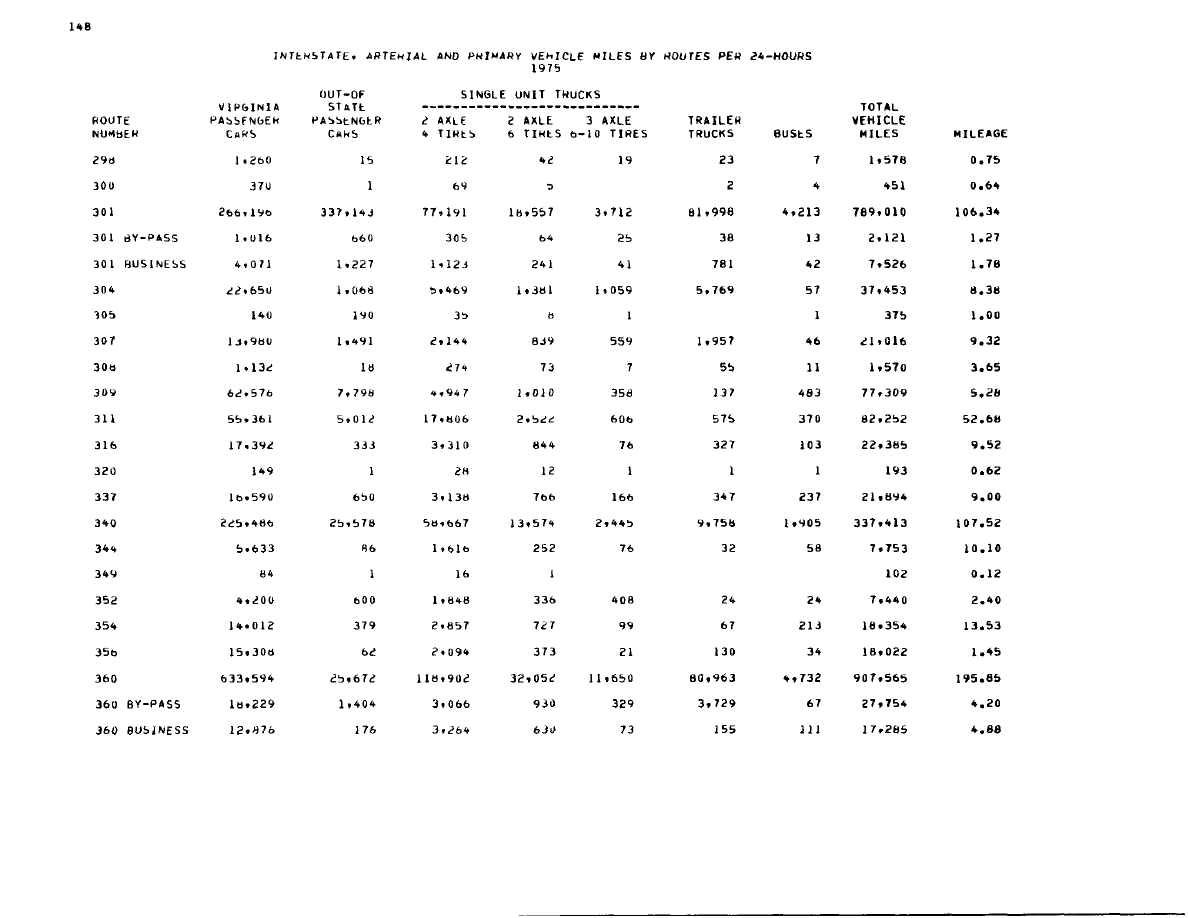 148
INTERSTATE, ARTERIAL AND PRIMARY VEHICLE MILES BY ROUTES PER 24-HOURS
1975
OUT-OF SINGLE UNIT TRUCKS
VIRGINIA STATE ---------------------------- TOTAL
ROUTE PASSENGER PASSENGER 2 AXLE 2 AXLE 3 AXLE TRAILER VEHICLE
NUMBER CARS CARS 4 TIRES 6 TIRES 6-10 TIRES TRUCKS BUSES MILES MILEAGE
298 1,260 15 212 42 19 23 7 1,578 0.75
300 370 1 69 5 2 4 451 0.64
301 266,196 337,143 77,191 18,557 3,712 81,998 4,213 789,010 106.34
301 BY-PASS 1,016 660 305 64 25 38 13 2,121 1.27
301 BUSINESS 4,071 1,227 1,123 241 41 781 42 7,526 1.78
304 22,650 1,068 5,469 1,381 1,059 5,769 57 37,453 8.38
305 140 190 35 8 1 1 375 1.00
307 13,980 1,491 2,144 839 559 1,957 46 21,016 9.32
308 1,132 18 274 73 7 55 11 1,570 3.65
309 62,576 7,798 4,947 1,010 358 137 483 77,309 5.28
311 55,361 5,012 17,806 2,522 606 575 370 82,252 52.68
316 17,392 333 3,310 844 76 327 103 22,385 9.52
320 149 1 28 12 1 1 1 193 0.62
337 16,590 650 3,138 766 166 347 237 21,894 9.00
340 225,486 25,578 58,667 13,574 2,445 9,758 1,905 337,413 107.52
344 5,633 86 1,616 252 76 32 58 7,753 10.10
349 84 1 16 1 102 0.12
352 4,200 600 1,848 336 408 24 24 7,440 2.40
354 14,012 379 2,857 727 99 67 213 18,354 13.53
356 15,308 62 2,094 373 21 130 34 18,022 1.45
360 633,594 25,672 118,902 32,052 11,650 80,963 4,732 907,565 195.85
360 BY-PASS 18,229 1,404 3,066 930 329 3,729 67 27,754 4.20
360 BUSINESS 12,876 176 3,264 630 73 155 111 17,285 4.88